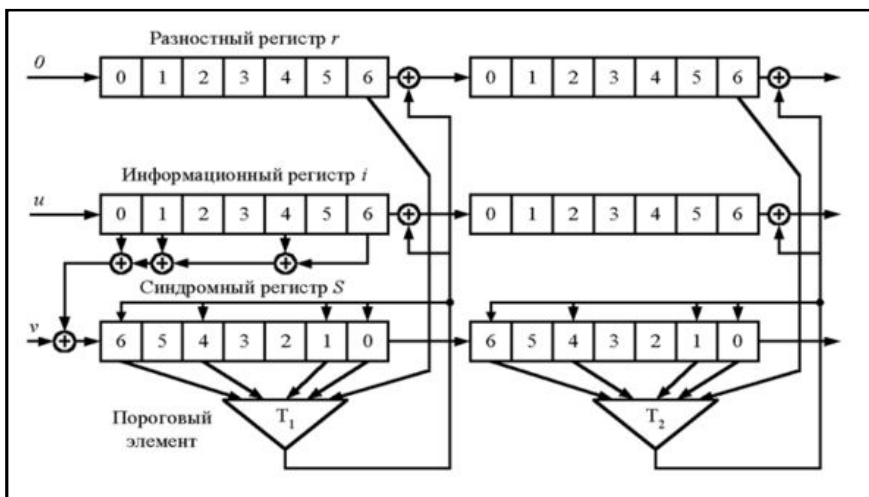 Разностный регистр r
0
0 1 2 3 4 5 6
0 1 2 3 4 5 6
Информационный регистр i
u
0 1 2 3 4 5 6
0 1 2 3 4 5 6
Синдромный регистр S
v
6 5 4 3 2 1 0
6 5 4 3 2 1 0
Пороговый
элемент
T1
T2